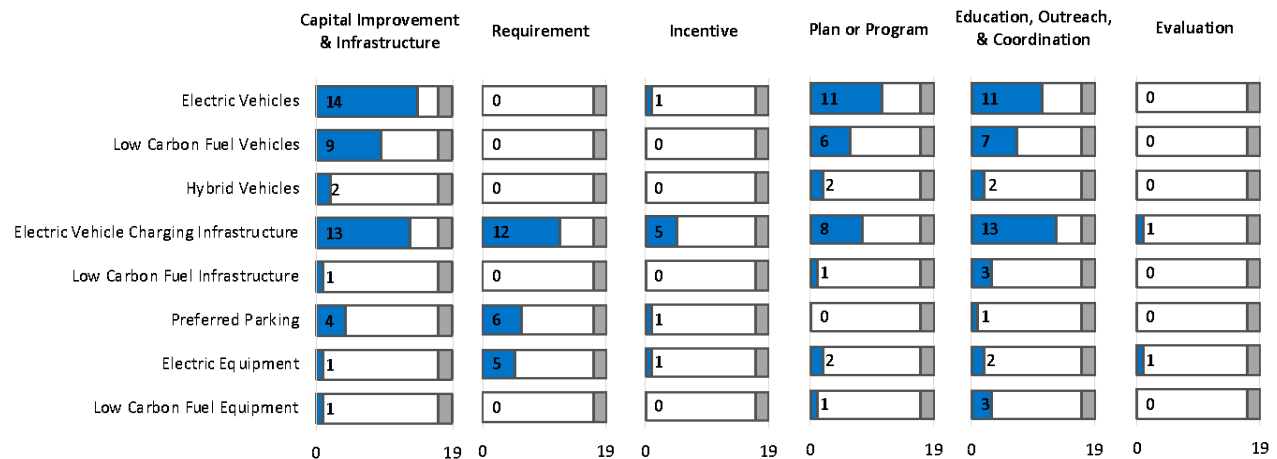 Capital Improvement
& Infrastructure
Requirement
Incentive
Plan or Program
Education, Outreach,
& Coordination
Evaluation
Electric Vehicles 14 0 1 11 11 0
Low Carbon Fuel Vehicles 9 0 0 6 7 0
Hybrid Vehicles 2 0 0 2 2 0
Electric Vehicle Charging Infrastructure 13 12 5 8 13 1
Low Carbon Fuel Infrastructure 1 0 0 1 3 0
Preferred Parking 4 6 1 0 1 0
Electric Equipment 1 5 1 2 2 1
Low Carbon Fuel Equipment 1 0 0 1 3 0
0 19 0 19 0 19 0 19 0 19 0 19